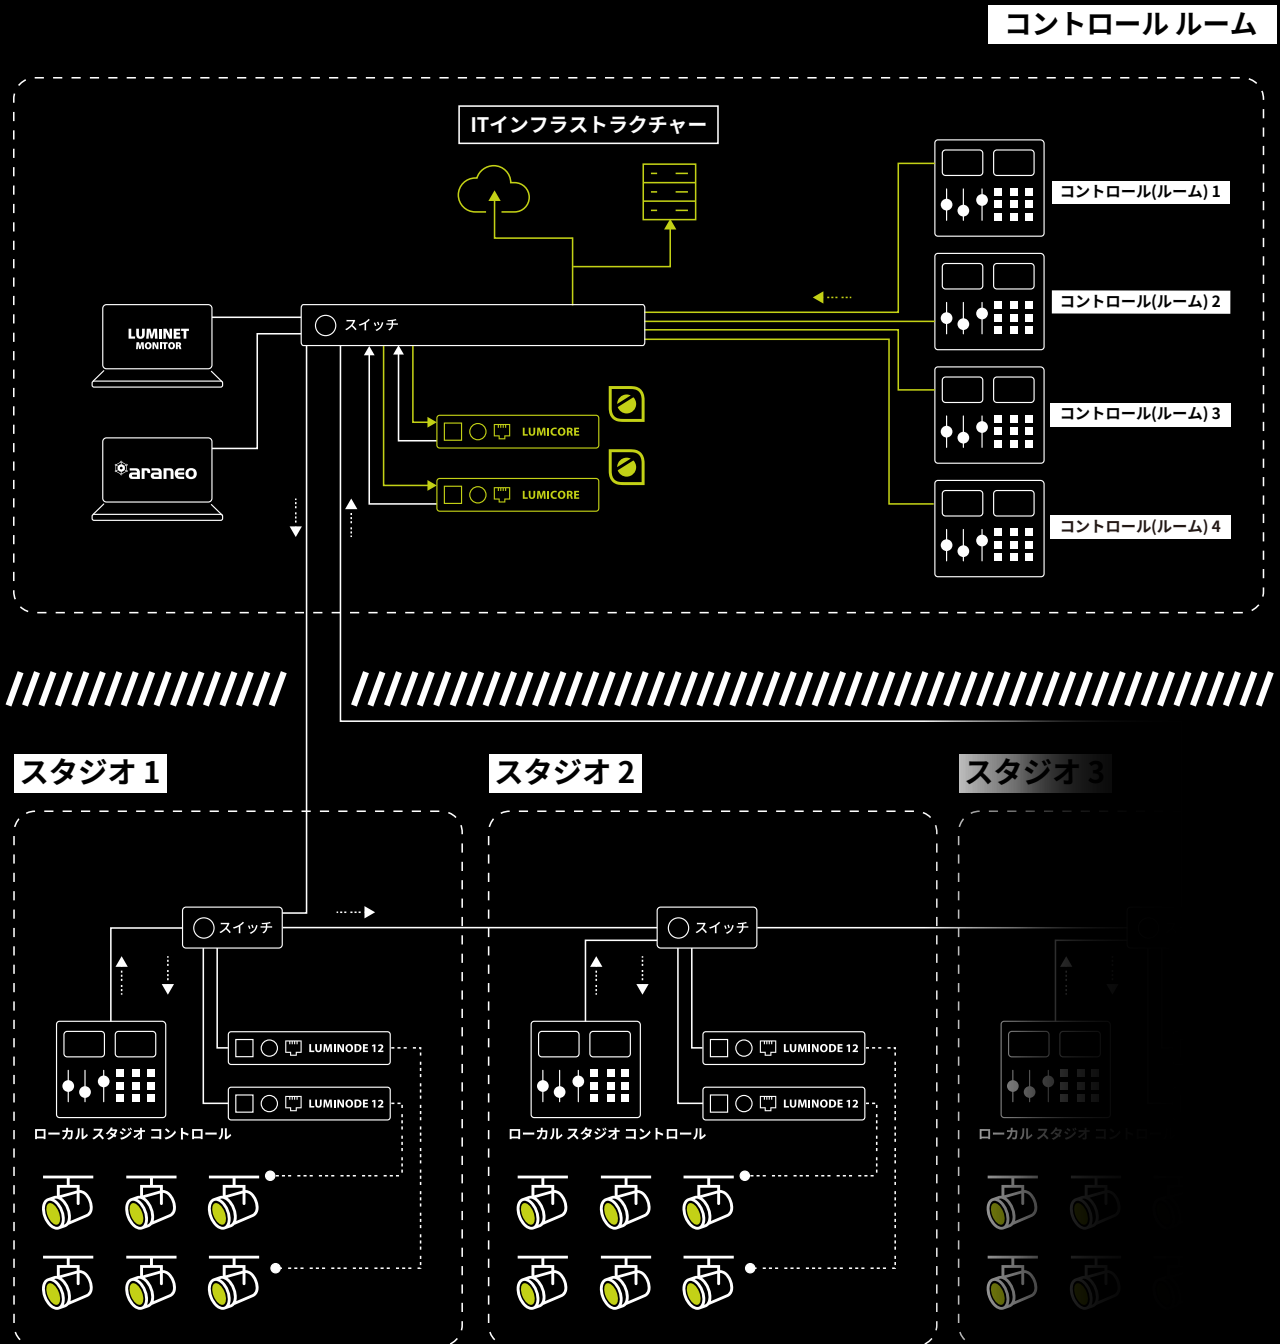 コントロール ルーム
ITインフラストラクチャー
コントロール(ルーム) 1
コントロール(ルーム) 2
LUMINET
MONITOR
スイッチ
コントロール(ルーム) 3
LUMICORE
araneo
LUMICORE
コントロール(ルーム) 4
スタジオ 1
スタジオ 2
スタジオ 3
スイッチ
スイッチ
LUMINODE 12
LUMINODE 12
LUMINODE 12
LUMINODE 12
ローカル スタジオ コントロール
ローカル スタジオ コントロール
ローカル スタジオ コントロ